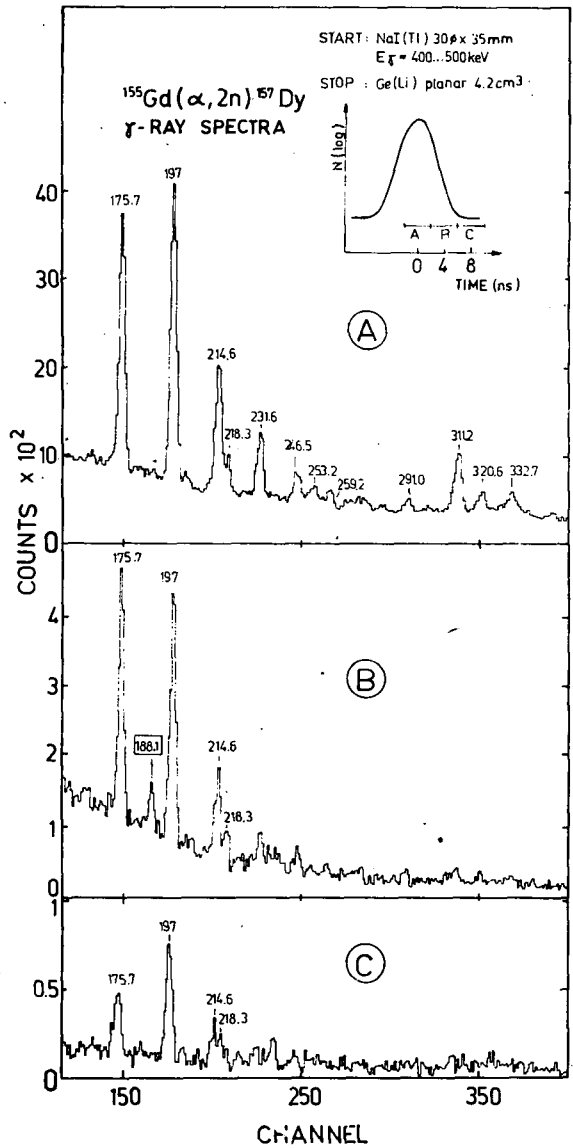 START: NaI(Tl) 30ϕ x 35mm
Eγ = 400...500keV
STOP: Ge(Li) planar 4.2cm³
¹⁵⁵Gd(α,2n)¹⁵⁷Dy
γ-RAY SPECTRA
N(log)
A B C
0 4 8
TIME (ns)
COUNTS x 10²
40
30
20
10
0
175.7
197
214.6
218.3
231.6
246.5
253.2
259.2
291.0
311.2
320.6
332.7
A
4
3
2
1
0
175.7
188.1
197
214.6
218.3
B
1
0.5
0
175.7
197
214.6
218.3
C
150 200 250 300 350
CHANNEL